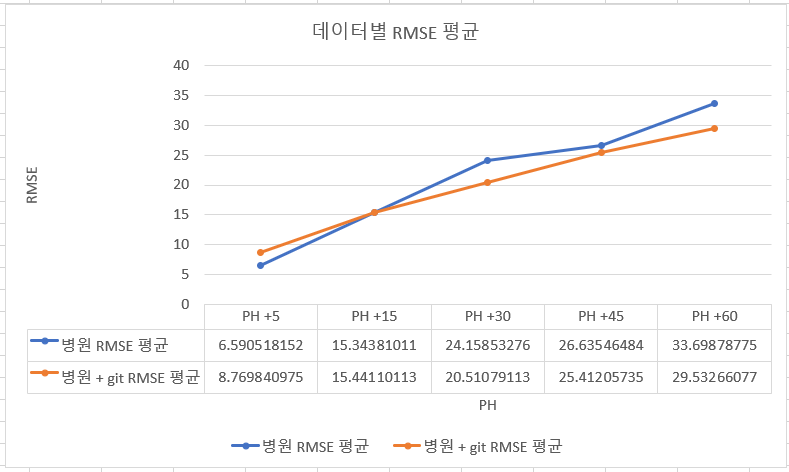 데이터별 RMSE 평균
RMSE
40
35
30
25
20
15
10
5
0
PH +5 PH +15 PH +30 PH +45 PH +60
병원 RMSE 평균 6.590518152 15.34381011 24.15853276 26.63546484 33.69878775
병원 + git RMSE 평균 8.769840975 15.44110113 20.51079113 25.41205735 29.53266077
PH
병원 RMSE 평균 병원 + git RMSE 평균